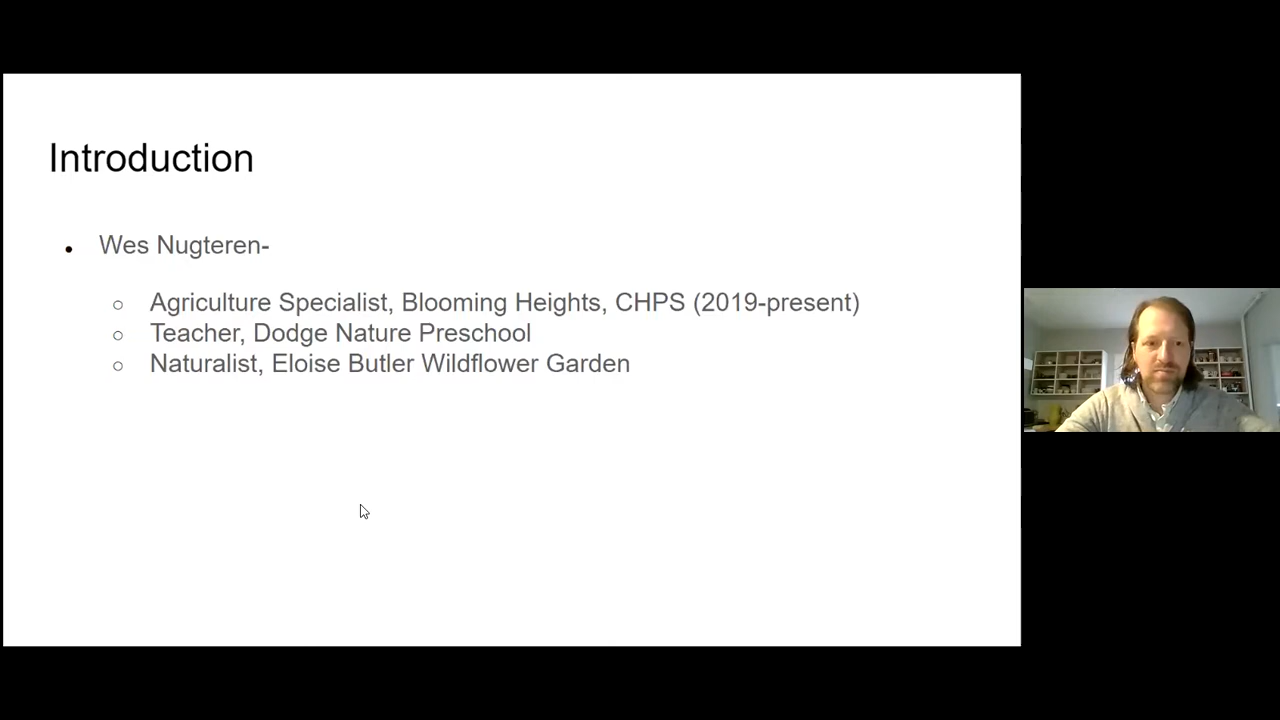 Introduction
Wes Nugteren-
Agriculture Specialist, Blooming Heights, CHPS (2019-present)
Teacher, Dodge Nature Preschool
Naturalist, Eloise Butler Wildflower Garden